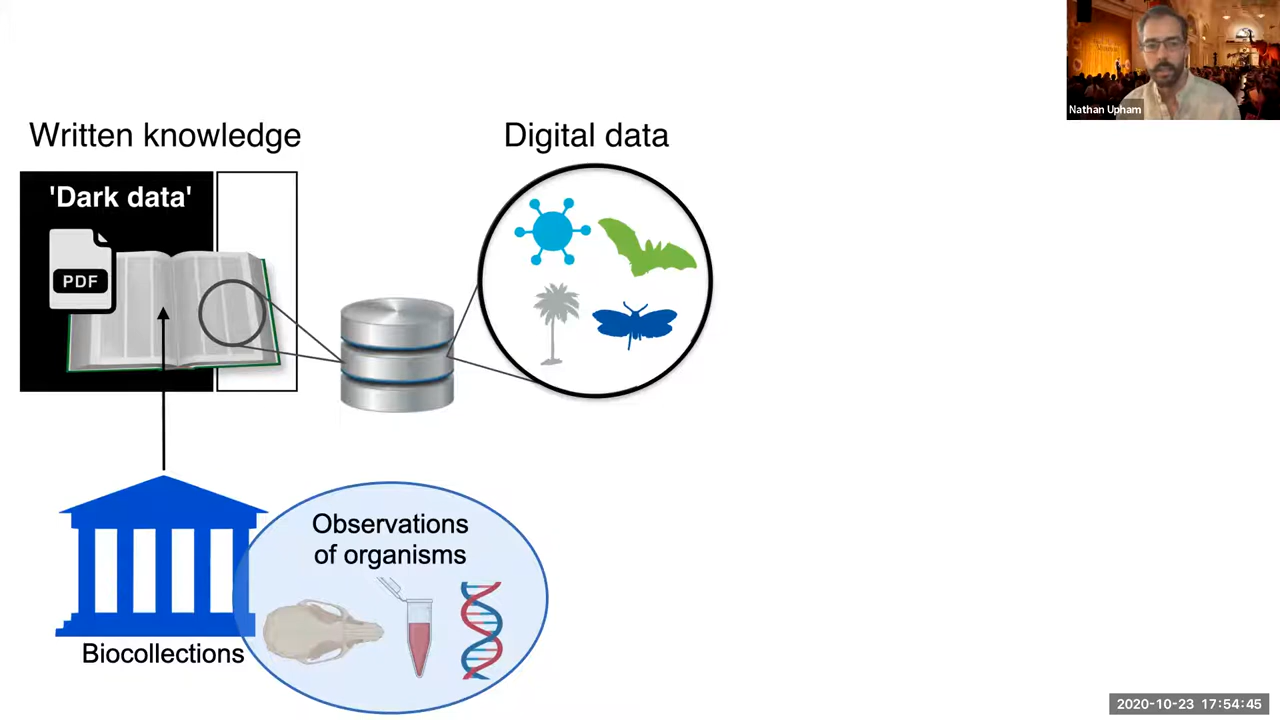 Nathan Upham
Written knowledge
Digital data
'Dark data'
PDF
Observations
of organisms
Biocollections
2020-10-23 17:54:45